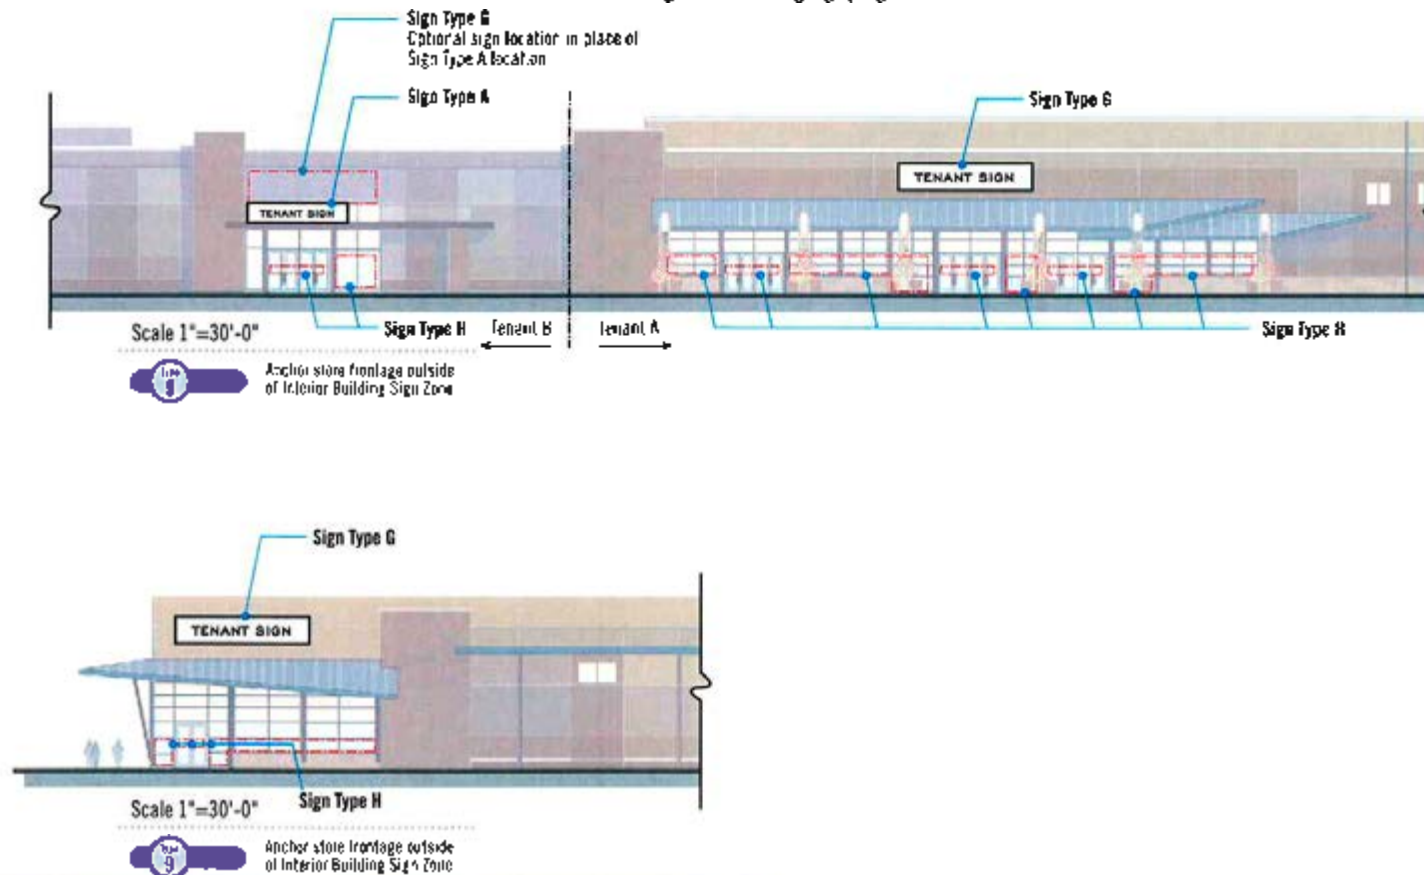 Sign Type G
Optional sign location in place of
Sign Type A location
Sign Type A
Sign Type G
TENANT SIGN
TENANT SIGN
Scale 1"=30'-0"
Sign Type H
Tenant B
Tenant A
Sign Type H
Anchor store frontage outside
of Interior Building Sign Zone
Sign Type G
TENANT SIGN
Scale 1"=30'-0"
Sign Type H
Type
9
Anchor store frontage outside
of Interior Building Sign Zone